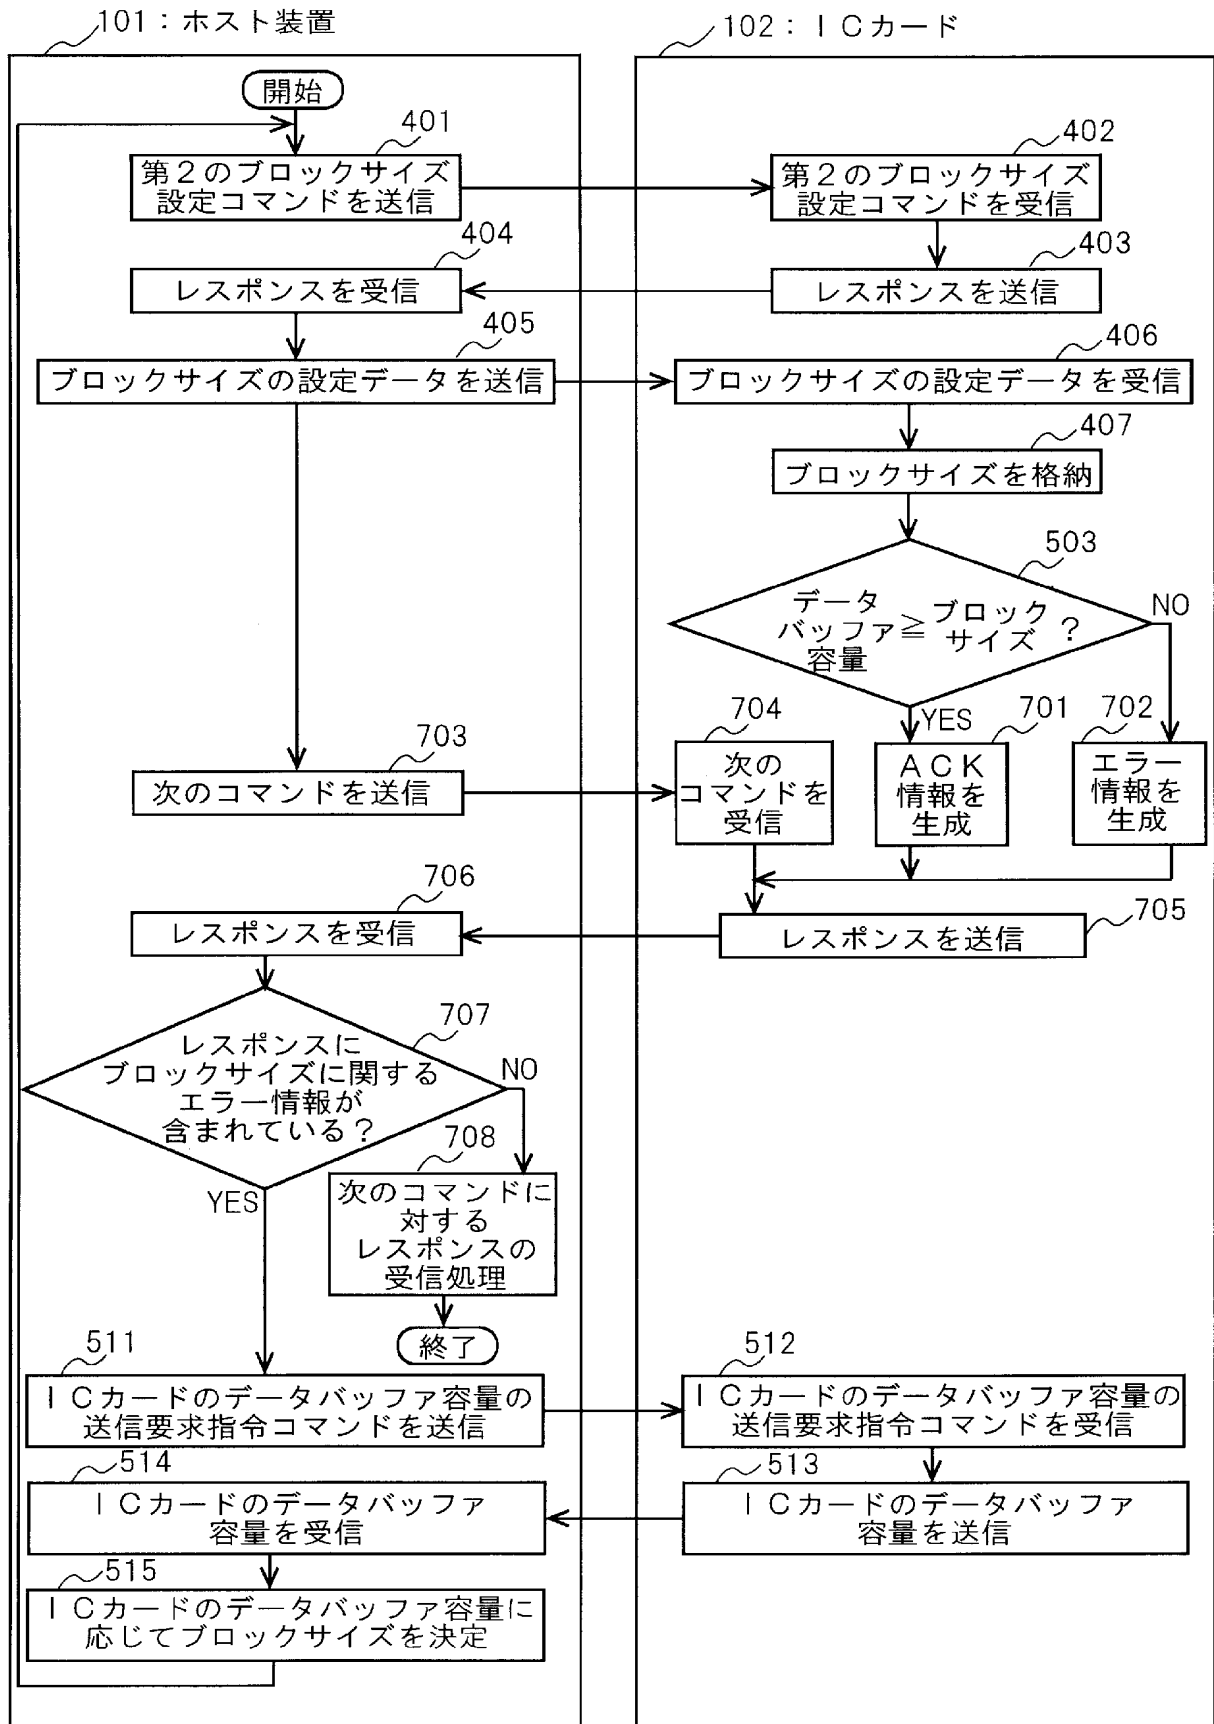 101：ホスト装置
102：ＩＣカード
開始
401
第２のブロックサイズ
設定コマンドを送信
402
第２のブロックサイズ
設定コマンドを受信
404
レスポンスを受信
403
レスポンスを送信
405
ブロックサイズの設定データを送信
406
ブロックサイズの設定データを受信
407
ブロックサイズを格納
503
データ
バッファ
容量
≧
ブロック
サイズ
？
NO
YES
703
次のコマンドを送信
704
次の
コマンドを
受信
701
ＡＣＫ
情報を
生成
702
エラー
情報を
生成
706
レスポンスを受信
705
レスポンスを送信
707
レスポンスに
ブロックサイズに関する
エラー情報が
含まれている？
NO
YES
708
次のコマンドに
対する
レスポンスの
受信処理
終了
511
ＩＣカードのデータバッファ容量の
送信要求指令コマンドを送信
512
ＩＣカードのデータバッファ容量の
送信要求指令コマンドを受信
514
ＩＣカードのデータバッファ
容量を受信
513
ＩＣカードのデータバッファ
容量を送信
515
ＩＣカードのデータバッファ容量に
応じてブロックサイズを決定